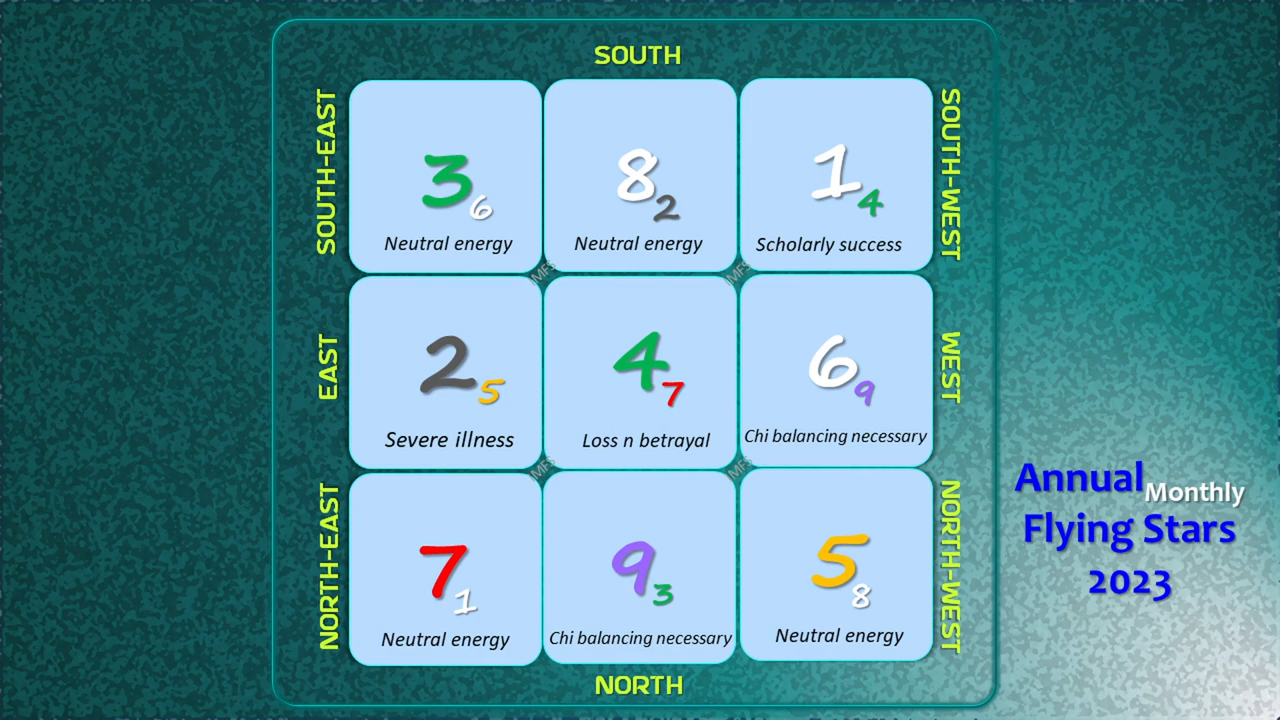 SOUTH
SOUTH-EAST
SOUTH-WEST
3 6
Neutral energy
8 2
Neutral energy
1 4
Scholarly success
EAST
WEST
2 5
Severe illness
4 7
Loss n betrayal
6 9
Chi balancing necessary
NORTH-EAST
NORTH-WEST
7 1
Neutral energy
9 3
Chi balancing necessary
5 8
Neutral energy
NORTH
Annual Monthly
Flying Stars
2023